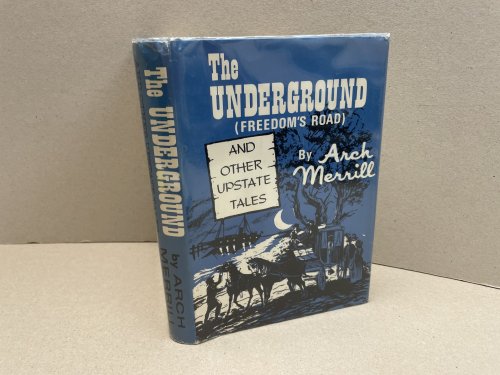 The
UNDERGROUND
(FREEDOM'S ROAD)
By Arch
Merrill
AND
OTHER
UPSTATE
TALES
The UNDERGROUND
by ARCH
MERRILL